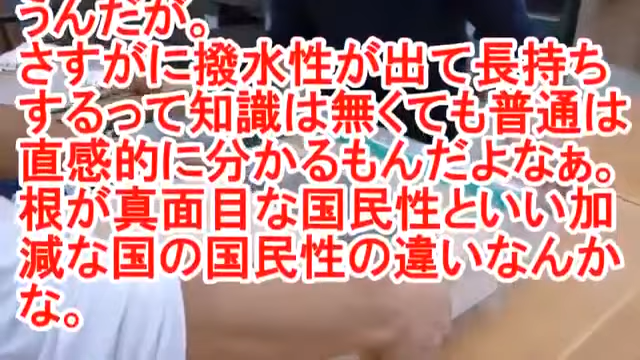 うんだが。
さすがに撥水性が出て長持ち
するって知識は無くても普通は
直感的に分かるもんだよなぁ。
根が真面目な国民性といい加
減な国の国民性の違いなんか
な。